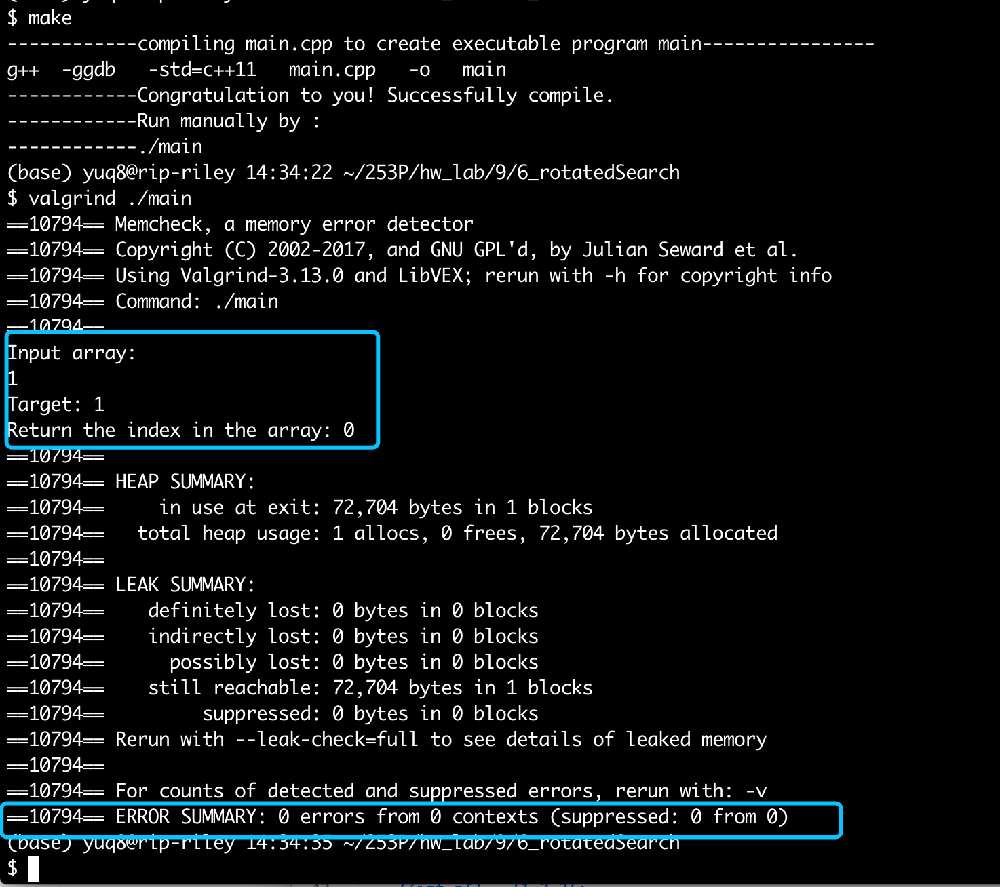 $ make
------------compiling main.cpp to create executable program main----------------
g++  -ggdb   -std=c++11   main.cpp   -o   main
------------Congratulation to you! Successfully compile.
------------Run manually by :
------------./main
(base) yuq8@rip-riley 14:34:22 ~/253P/hw_lab/9/6_rotatedSearch
$ valgrind ./main
==10794== Memcheck, a memory error detector
==10794== Copyright (C) 2002-2017, and GNU GPL'd, by Julian Seward et al.
==10794== Using Valgrind-3.13.0 and LibVEX; rerun with -h for copyright info
==10794== Command: ./main
==10794==
Input array:
1
Target: 1
Return the index in the array: 0
==10794==
==10794== HEAP SUMMARY:
==10794==     in use at exit: 72,704 bytes in 1 blocks
==10794==   total heap usage: 1 allocs, 0 frees, 72,704 bytes allocated
==10794==
==10794== LEAK SUMMARY:
==10794==    definitely lost: 0 bytes in 0 blocks
==10794==    indirectly lost: 0 bytes in 0 blocks
==10794==      possibly lost: 0 bytes in 0 blocks
==10794==    still reachable: 72,704 bytes in 1 blocks
==10794==         suppressed: 0 bytes in 0 blocks
==10794== Rerun with --leak-check=full to see details of leaked memory
==10794==
==10794== For counts of detected and suppressed errors, rerun with: -v
==10794== ERROR SUMMARY: 0 errors from 0 contexts (suppressed: 0 from 0)
(base) yuq8@rip-riley 14:34:35 ~/253P/hw_lab/9/6_rotatedSearch
$